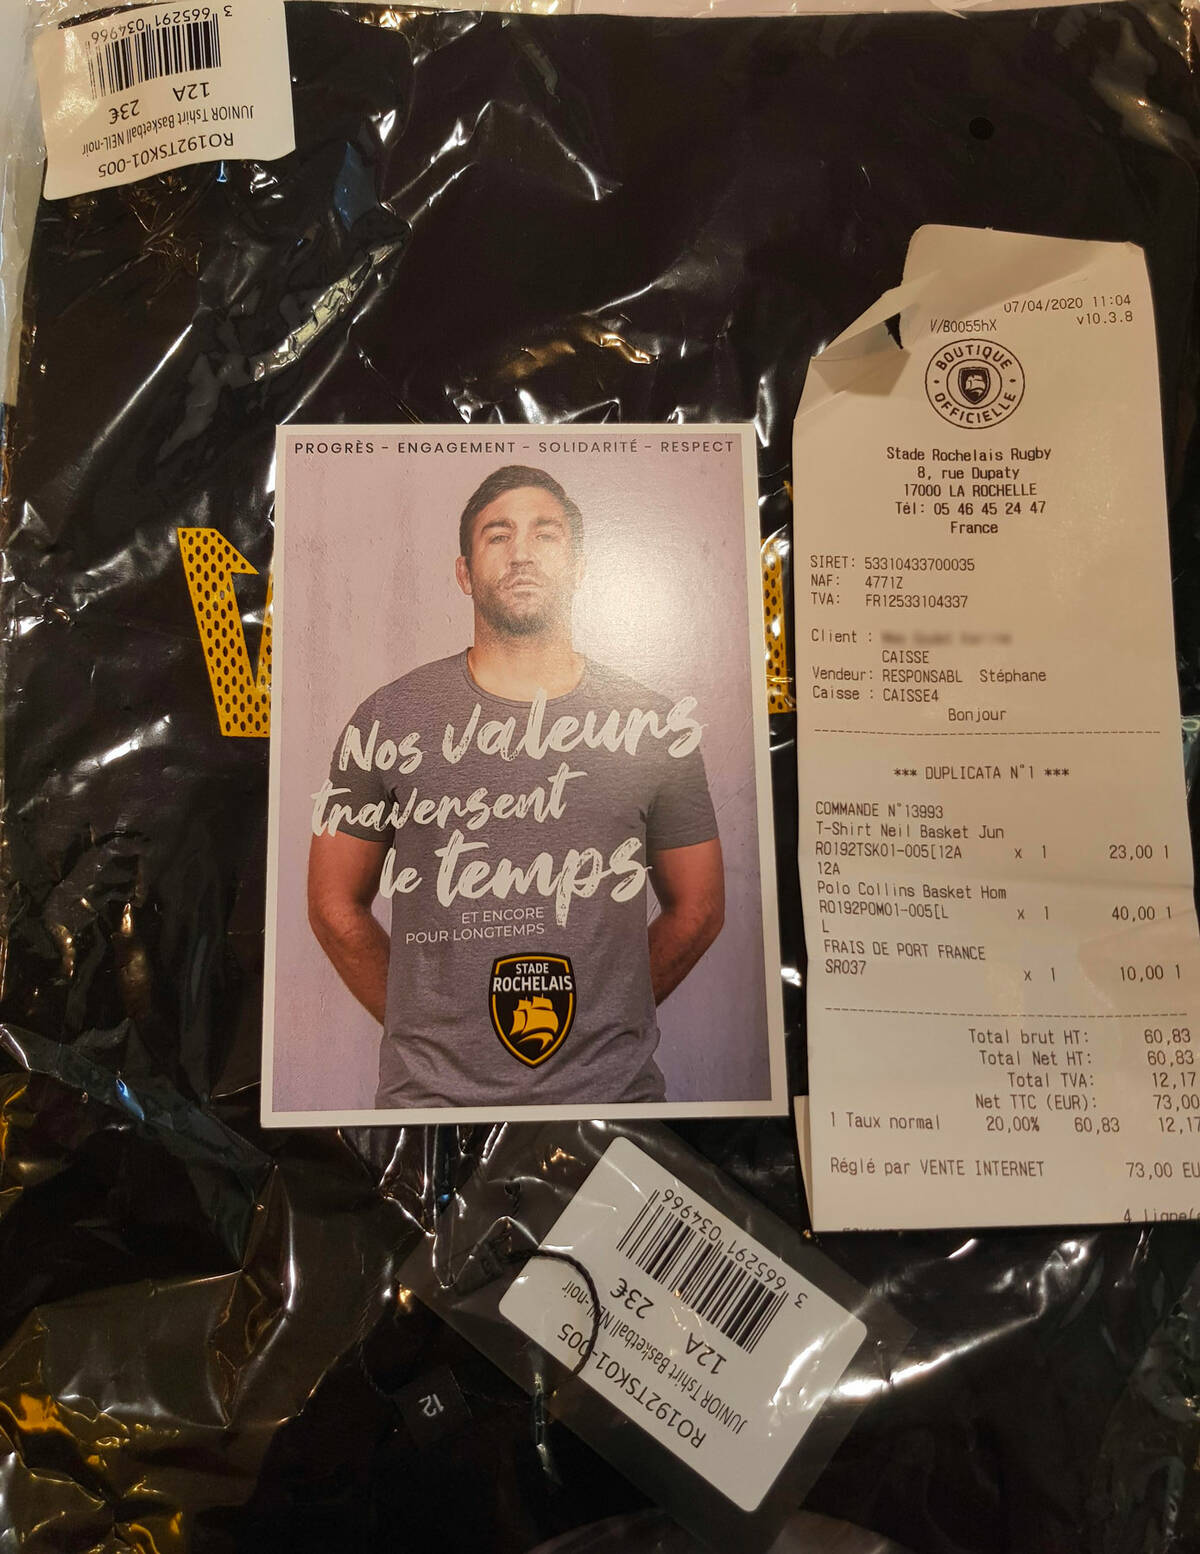 RO192TSK01-005
JUNIOR Tshirt Basketball NEIL-noir
12A 23€
3 665291 034966
PROGRÈS - ENGAGEMENT - SOLIDARITÉ - RESPECT
Nos valeurs
traversent
le temps
ET ENCORE
POUR LONGTEMPS
STADE
ROCHELAIS
07/04/2020 11:04
V/B0055hX v10.3.8
BOUTIQUE
OFFICIELLE
Stade Rochelais Rugby
8, rue Dupaty
17000 LA ROCHELLE
Tél: 05 46 45 24 47
France
SIRET: 53310433700035
NAF: 4771Z
TVA: FR12533104337
Client :
CAISSE
Vendeur: RESPONSABL Stéphane
Caisse : CAISSE4
Bonjour
*** DUPLICATA N°1 ***
COMMANDE N°13993
T-Shirt Neil Basket Jun
RO192TSK01-005[12A x 1 23,00 1
12A
Polo Collins Basket Hom
RO192POM01-005[L x 1 40,00 1
L
FRAIS DE PORT FRANCE
SR037 x 1 10,00 1
Total brut HT: 60,83
Total Net HT: 60,83
Total TVA: 12,17
Net TTC (EUR): 73,00
1 Taux normal 20,00% 60,83 12,17
Réglé par VENTE INTERNET 73,00 EU
4 ligne(
RO192TSK01-005
JUNIOR Tshirt Basketball NEIL-noir
12A 23€
3 665291 034966
12